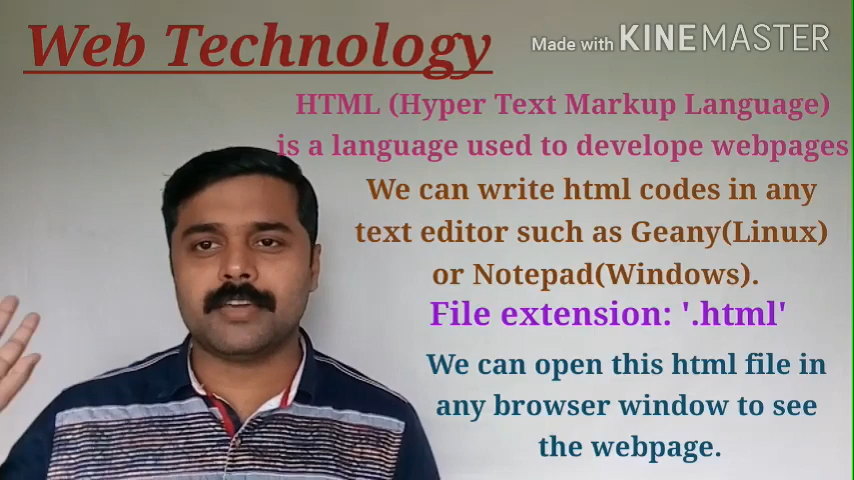 Web Technology
Made with KINEMASTER
HTML (Hyper Text Markup Language)
is a language used to develope webpages
We can write html codes in any
text editor such as Geany(Linux)
or Notepad(Windows).
File extension: '.html'
We can open this html file in
any browser window to see
the webpage.